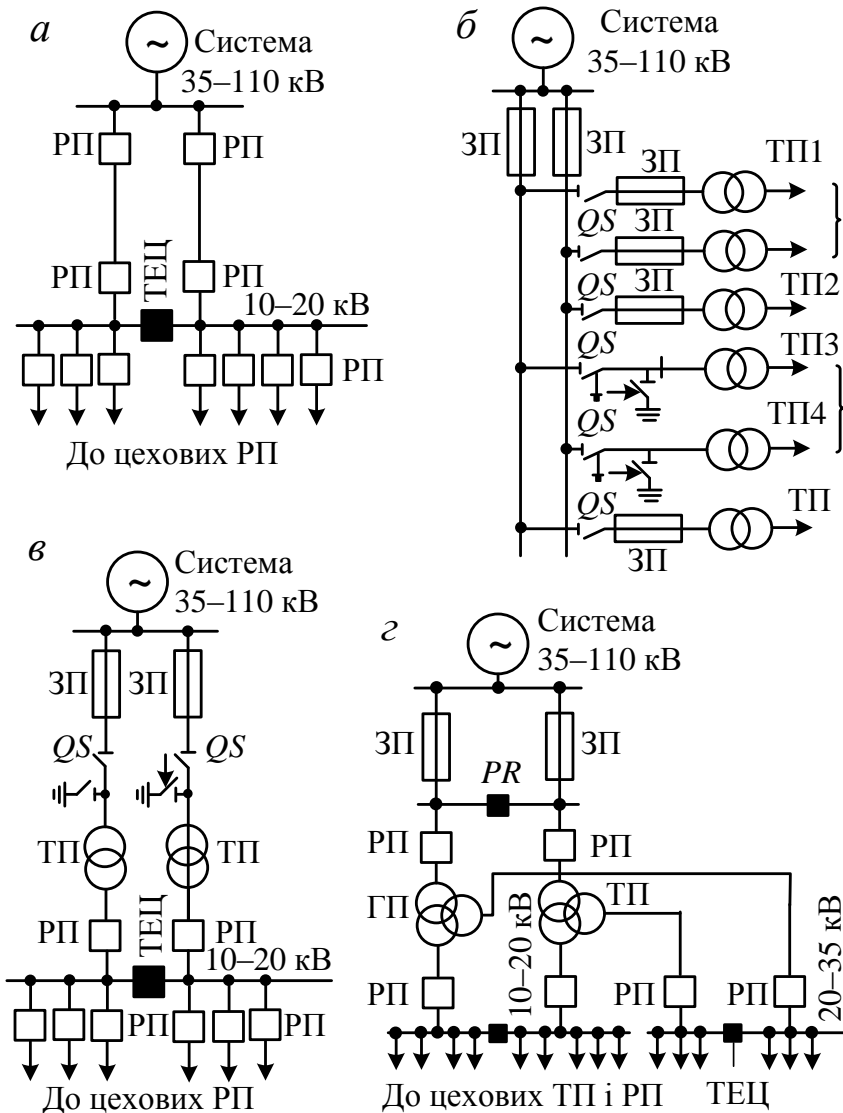 а
Система
35–110 кВ
РП
РП
РП
ТЕЦ
РП
10–20 кВ
РП
До цехових РП
б
Система
35–110 кВ
ЗП
ЗП
ЗП
ТП1
QS
ЗП
QS
ЗП
ТП2
QS
ТП3
QS
ТП4
QS
ТП
ЗП
в
Система
35–110 кВ
ЗП
ЗП
QS
QS
ТП
ТП
РП
ТЕЦ
РП
10–20 кВ
РП
РП
До цехових РП
г
Система
35–110 кВ
ЗП
ЗП
PR
РП
РП
ГП
ТП
РП
10–20 кВ
РП
РП
20–35 кВ
До цехових ТП і РП
ТЕЦ